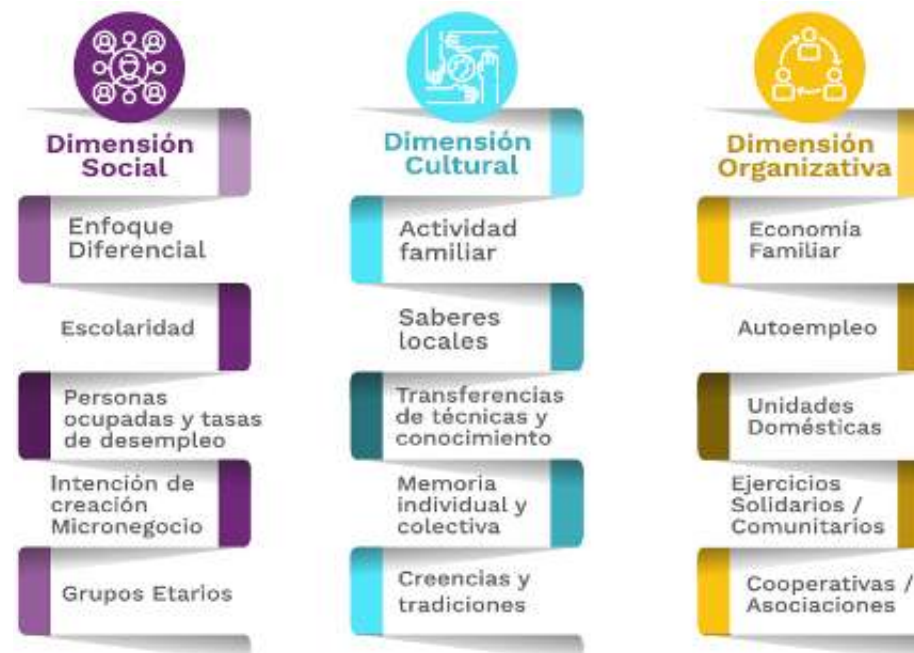 Dimensión
Social
Enfoque
Diferencial
Escolaridad
Personas
ocupadas y tasas
de desempleo
Intención de
creación
Micronegocio
Grupos Etarios
Dimensión
Cultural
Actividad
familiar
Saberes
locales
Transferencias
de técnicas y
conocimiento
Memoria
individual y
colectiva
Creencias y
tradiciones
Dimensión
Organizativa
Economía
Familiar
Autoempleo
Unidades
Domésticas
Ejercicios
Solidarios /
Comunitarios
Cooperativas /
Asociaciones